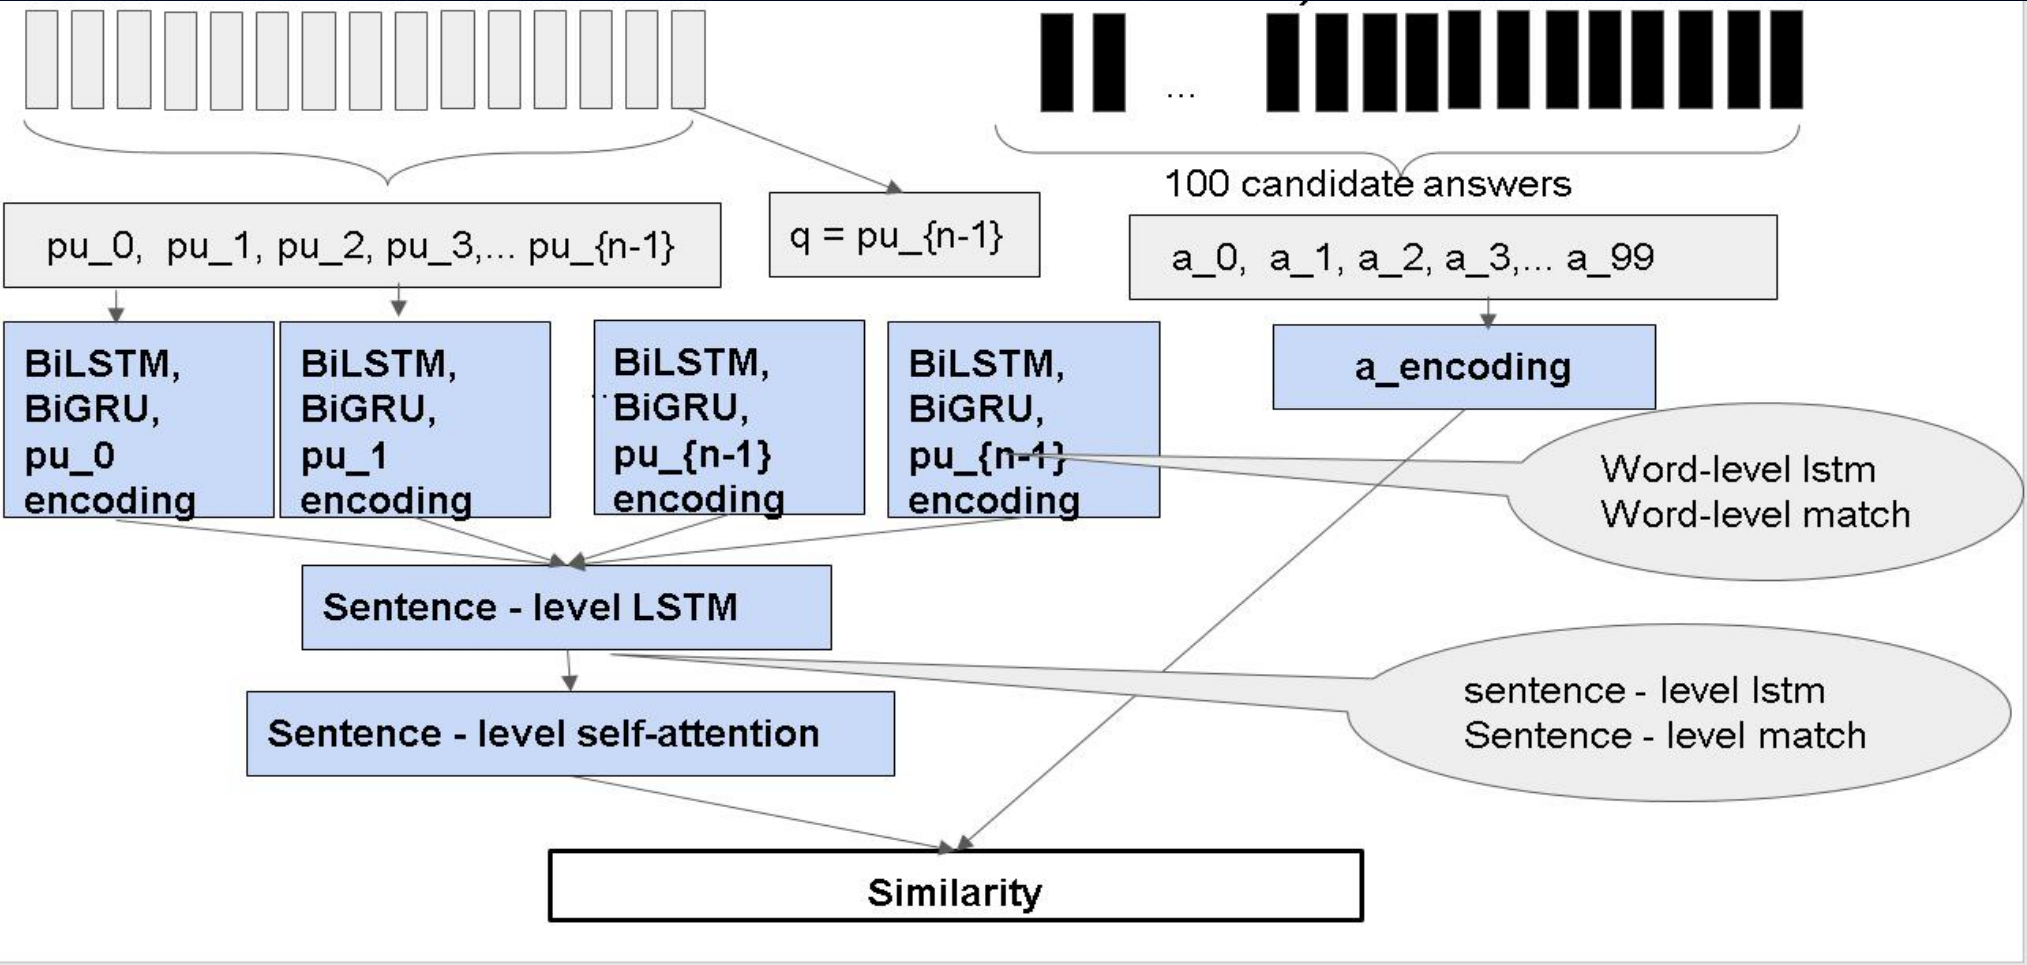 ...
100 candidate answers
pu_0, pu_1, pu_2, pu_3,... pu_{n-1}
q = pu_{n-1}
a_0, a_1, a_2, a_3,... a_99
BiLSTM,
BiGRU,
pu_0
encoding
BiLSTM,
BiGRU,
pu_1
encoding
...
BiLSTM,
BiGRU,
pu_{n-1}
encoding
BiLSTM,
BiGRU,
pu_{n-1}
encoding
a_encoding
Word-level lstm
Word-level match
Sentence - level LSTM
sentence - level lstm
Sentence - level match
Sentence - level self-attention
Similarity